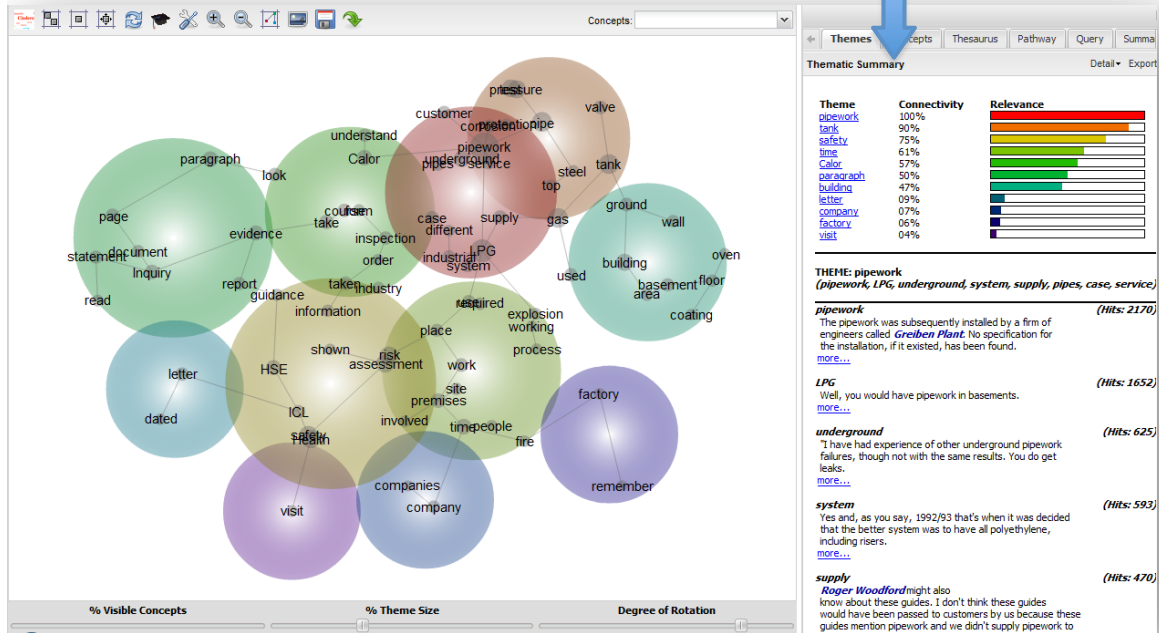 Concepts:
Themes Concepts Thesaurus Pathway Query Summa
Thematic Summary Detail Export
Theme Connectivity Relevance
pipework 100%
tank 90%
safety 75%
time 61%
Calor 57%
paragraph 50%
building 47%
letter 09%
company 07%
factory 06%
visit 04%
THEME: pipework
(pipework, LPG, underground, system, supply, pipes, case, service)
pipework (Hits: 2170)
The pipework was subsequently installed by a firm of
engineers called Greiben Plant. No specification for
the installation, if it existed, has been found.
more...
LPG (Hits: 1652)
Well, you would have pipework in basements.
more...
underground (Hits: 625)
"I have had experience of other underground pipework
failures, though not with the same results. You do get
leaks.
more...
system (Hits: 593)
Yes and, as you say, 1992/93 that's when it was decided
that the better system was to have all polyethylene,
including risers.
more...
supply (Hits: 470)
Roger Woodford might also
know about these guides. I don't think these guides
would have been passed to customers by us because these
guides mention pipework and we didn't supply pipework to
pressure
valve
customer
corrosion
protection
pipe
understand
pipework
Calor
underground
pipes
service
paragraph
look
steel
tank
top
page
course
take
case
different
supply
gas
ground
wall
evidence
inspection
statement
document
Inquiry
order
industrial
LPG
system
building
oven
used
basement
floor
area
read
report
guidance
taken
industry
coating
information
required
explosion
working
place
shown
risk
assessment
process
letter
HSE
work
site
factory
dated
ICL
premises
involved
safety
Health
time
people
fire
companies
company
remember
visit
% Visible Concepts % Theme Size Degree of Rotation